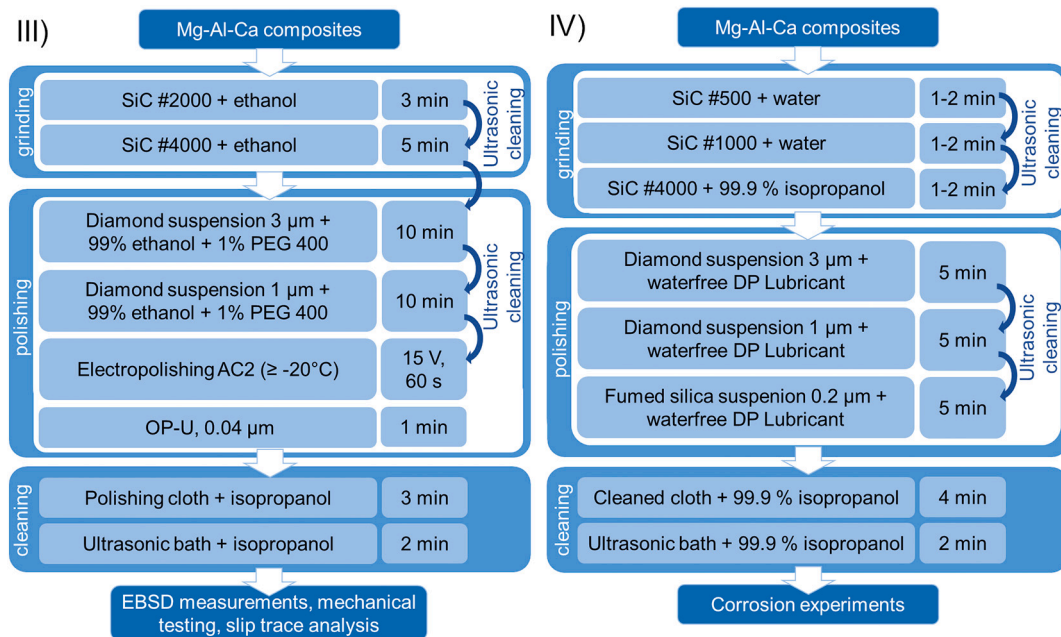 III)
Mg-Al-Ca composites
grinding
SiC #2000 + ethanol
3 min
SiC #4000 + ethanol
5 min
Ultrasonic
cleaning
polishing
Diamond suspension 3 µm +
99% ethanol + 1% PEG 400
10 min
Diamond suspension 1 µm +
99% ethanol + 1% PEG 400
10 min
Electropolishing AC2 (≥ -20°C)
15 V,
60 s
OP-U, 0.04 µm
1 min
Ultrasonic
cleaning
cleaning
Polishing cloth + isopropanol
3 min
Ultrasonic bath + isopropanol
2 min
EBSD measurements, mechanical
testing, slip trace analysis
IV)
Mg-Al-Ca composites
grinding
SiC #500 + water
1-2 min
SiC #1000 + water
1-2 min
SiC #4000 + 99.9 % isopropanol
1-2 min
Ultrasonic
cleaning
polishing
Diamond suspension 3 µm +
waterfree DP Lubricant
5 min
Diamond suspension 1 µm +
waterfree DP Lubricant
5 min
Fumed silica suspenion 0.2 µm +
waterfree DP Lubricant
5 min
Ultrasonic
cleaning
cleaning
Cleaned cloth + 99.9 % isopropanol
4 min
Ultrasonic bath + 99.9 % isopropanol
2 min
Corrosion experiments